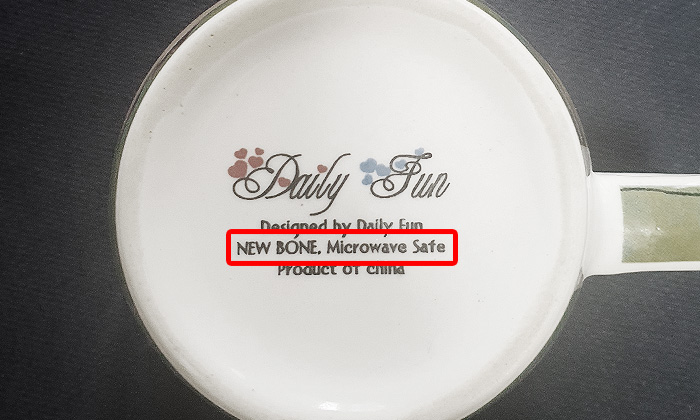 Daily Fun
Designed by Daily Fun
NEW BONE, Microwave Safe
Product of china